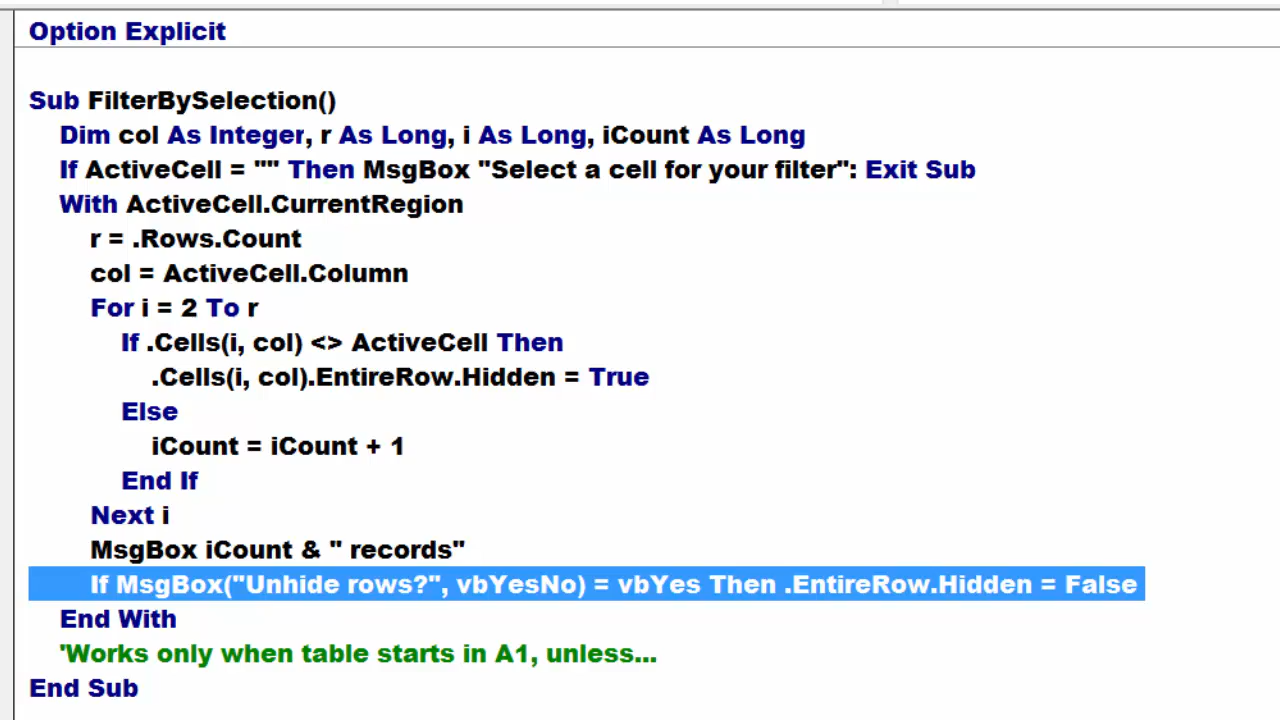 Option Explicit
Sub FilterBySelection()
Dim col As Integer, r As Long, i As Long, iCount As Long
If ActiveCell = "" Then MsgBox "Select a cell for your filter": Exit Sub
With ActiveCell.CurrentRegion
r = .Rows.Count
col = ActiveCell.Column
For i = 2 To r
If .Cells(i, col) <> ActiveCell Then
.Cells(i, col).EntireRow.Hidden = True
Else
iCount = iCount + 1
End If
Next i
MsgBox iCount & " records"
If MsgBox("Unhide rows?", vbYesNo) = vbYes Then .EntireRow.Hidden = False
End With
'Works only when table starts in A1, unless...
End Sub